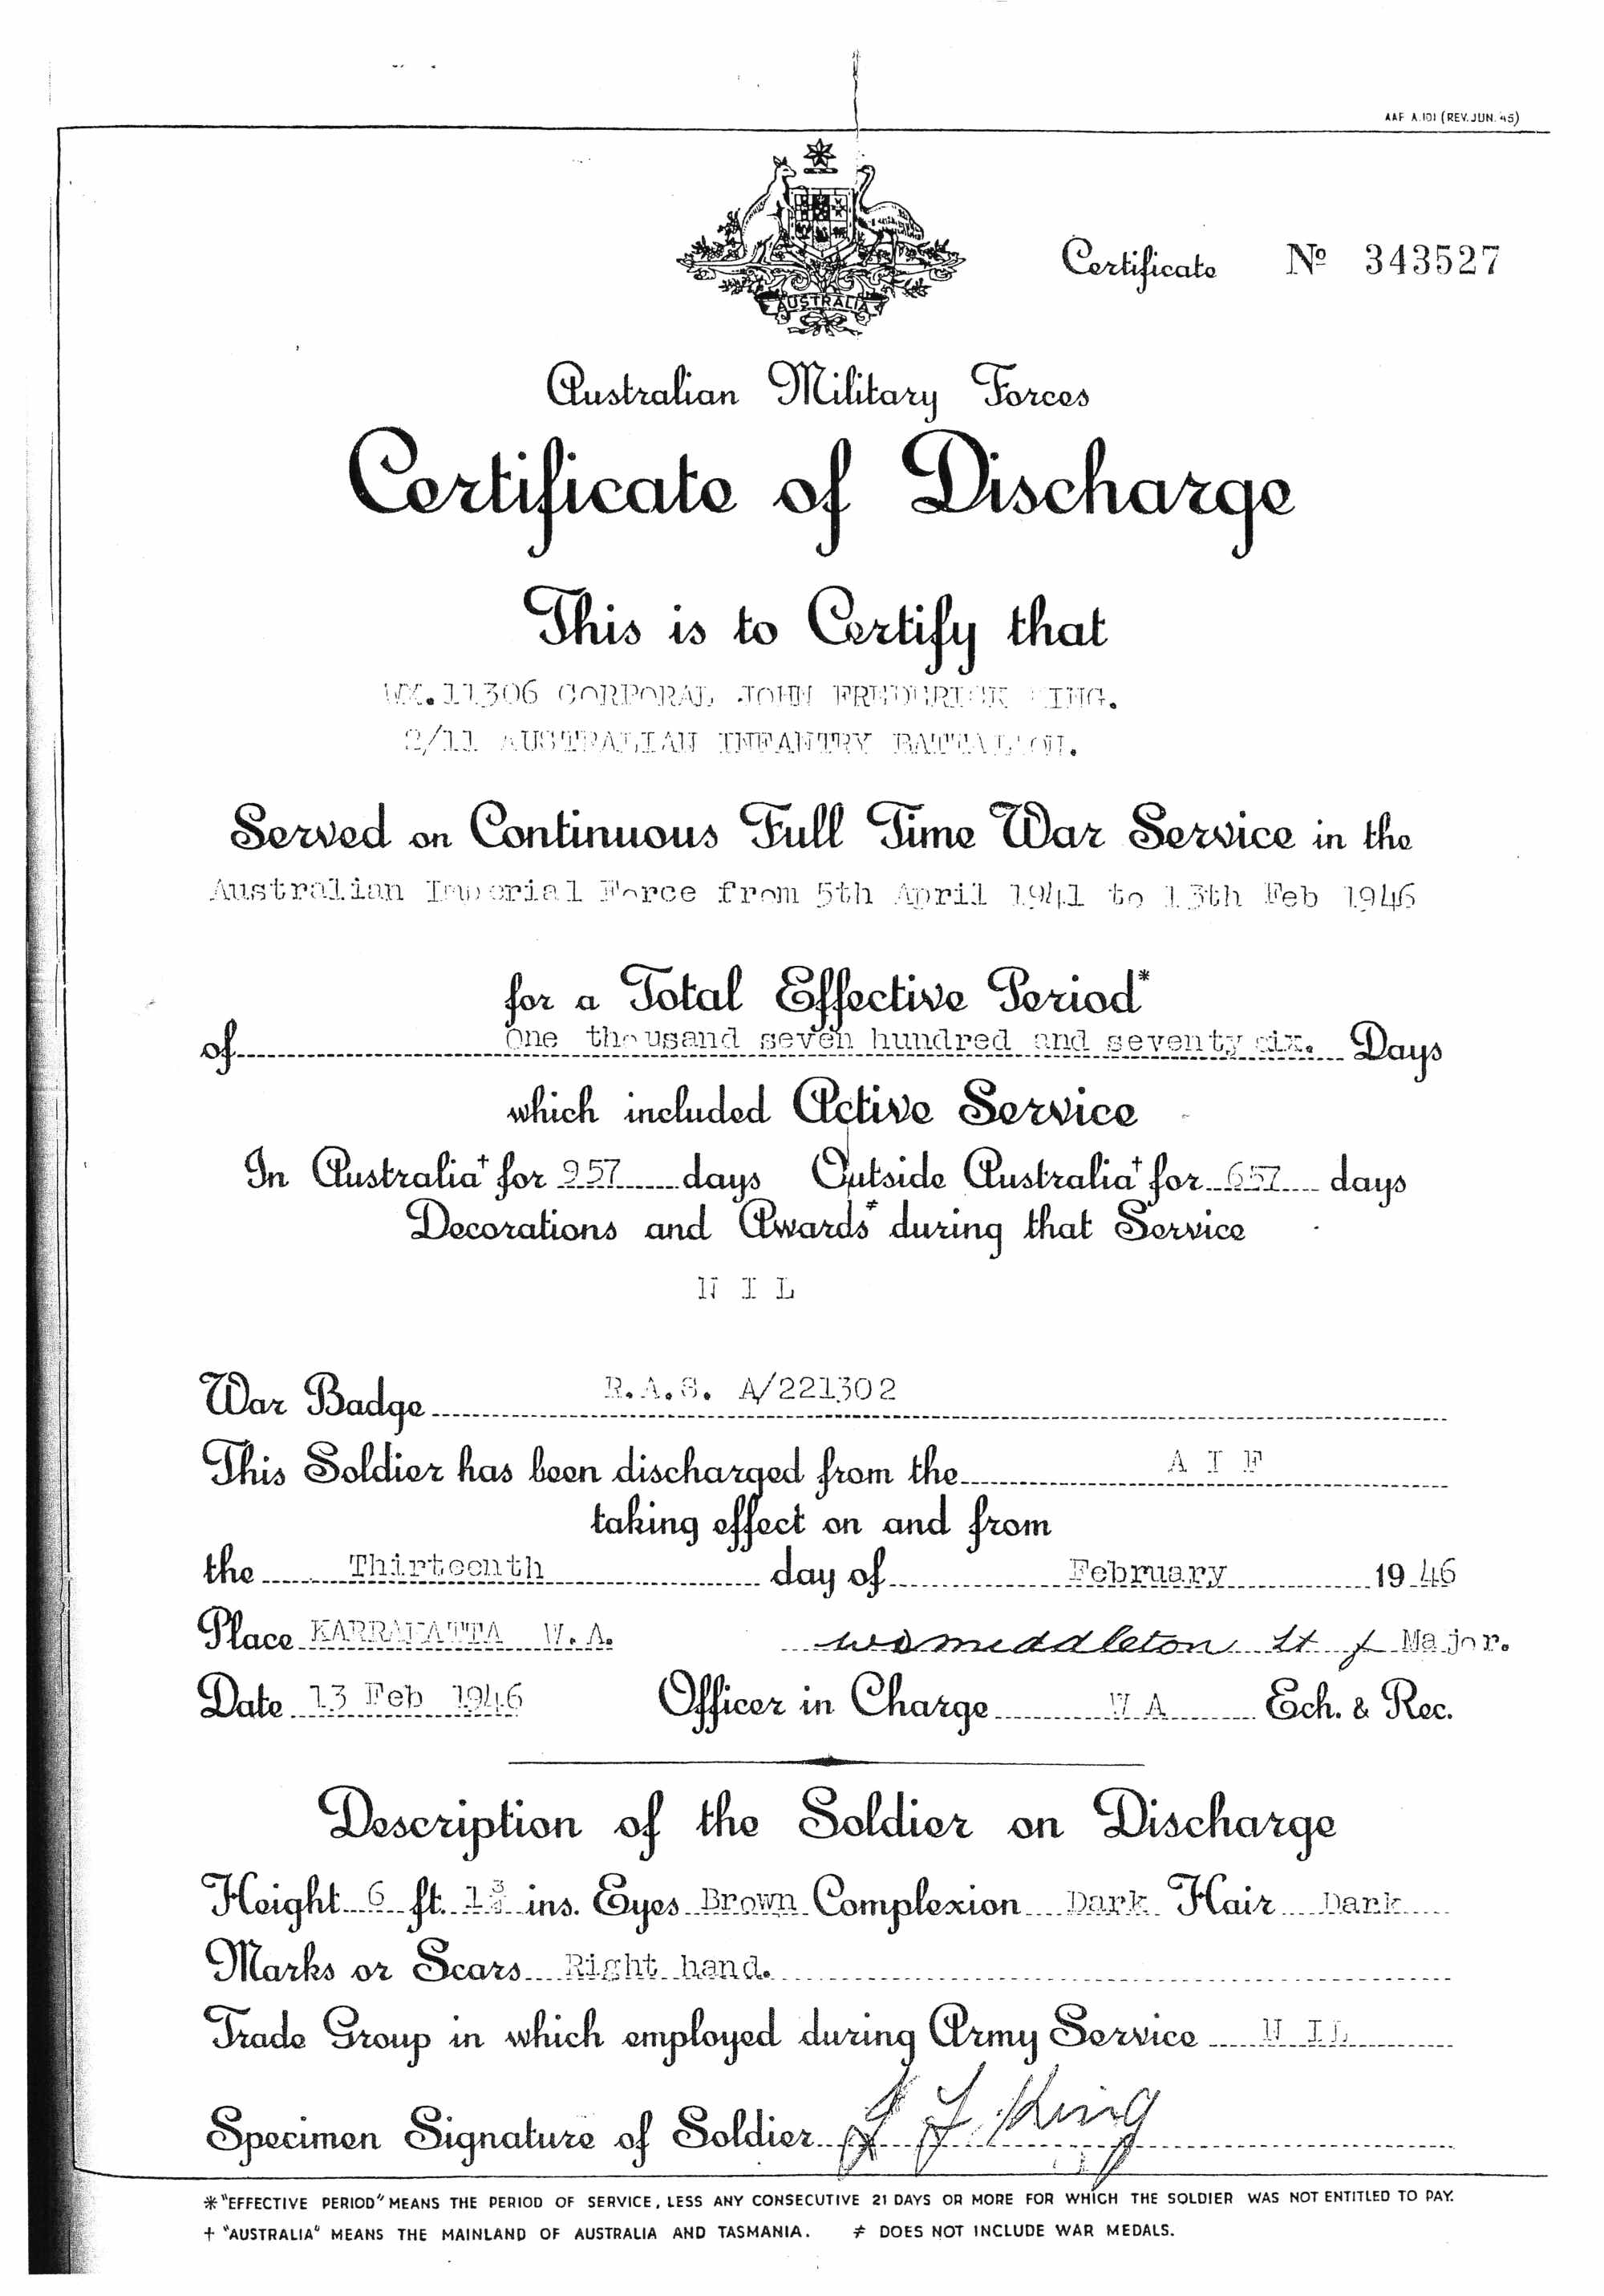 AAF A.101 (REV. JUN. '45)
AUSTRALIA
Certificate Nº 343527
Australian Military Forces
Certificate of Discharge
This is to Certify that
WX.11306 CORPORAL JOHN FREDERICK KING.
2/11 AUSTRALIAN INFANTRY BATTALION.
Served on Continuous Full Time War Service in the
Australian Imperial Force from 5th April 1941 to 13th Feb 1946
for a Total Effective Period*
of One thousand seven hundred and seventy six. Days
which included Active Service
In Australia† for 957 days Outside Australia† for 657 days
Decorations and Awards≠ during that Service
N I L
War Badge R.A.S. A/221302
This Soldier has been discharged from the A I F
taking effect on and from
the Thirteenth day of February 1946
Place KARRAKATTA W.A. WD Middleton Lt f Major.
Date 13 Feb 1946 Officer in Charge W A Ech. & Rec.
Description of the Soldier on Discharge
Height 6 ft. 1¾ ins. Eyes Brown Complexion Dark Hair Dark
Marks or Scars Right hand.
Trade Group in which employed during Army Service N I L
Specimen Signature of Soldier J F King
* "EFFECTIVE PERIOD" MEANS THE PERIOD OF SERVICE, LESS ANY CONSECUTIVE 21 DAYS OR MORE FOR WHICH THE SOLDIER WAS NOT ENTITLED TO PAY.
† "AUSTRALIA" MEANS THE MAINLAND OF AUSTRALIA AND TASMANIA. ≠ DOES NOT INCLUDE WAR MEDALS.